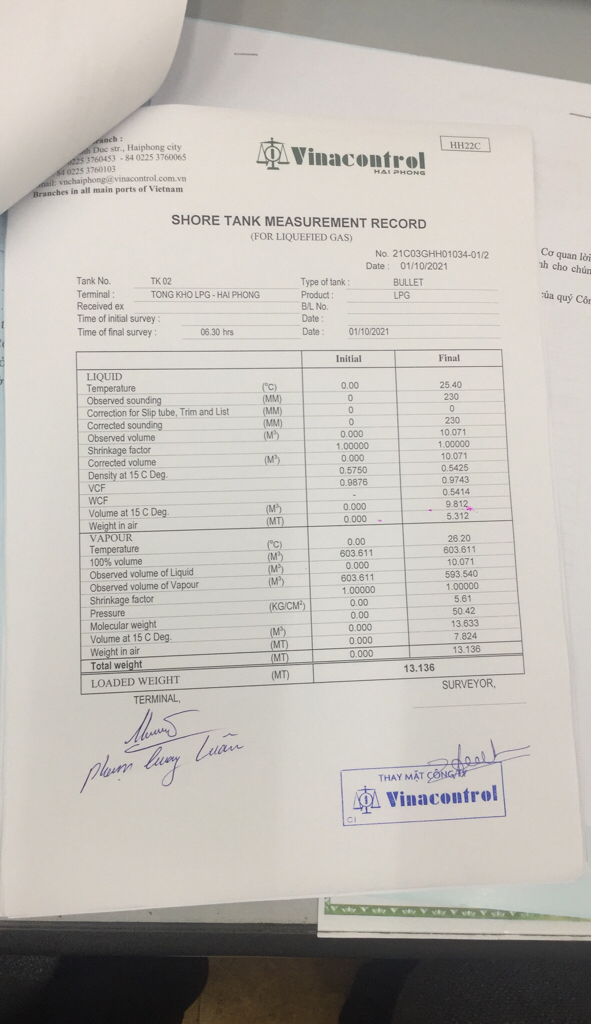 anch :
h Duc str., Haiphong city
225 3760453 - 84 0225 3760065
84 0225 3760103
mail: vnchaiphong@vinacontrol.com.vn
Branches in all main ports of Vietnam
Vinacontrol
HAI PHONG
HH22C
SHORE TANK MEASUREMENT RECORD
(FOR LIQUEFIED GAS)
No. 21C03GHH01034-01/2
Date : 01/10/2021
Tank No. TK 02 Type of tank : BULLET
Terminal : TONG KHO LPG - HAI PHONG Product : LPG
Received ex B/L No.
Time of initial survey : Date :
Time of final survey : 06.30 hrs Date : 01/10/2021
Initial Final
LIQUID
Temperature (°C) 0.00 25.40
Observed sounding (MM) 0 230
Correction for Slip tube, Trim and List (MM) 0 0
Corrected sounding (MM) 0 230
Observed volume (M³) 0.000 10.071
Shrinkage factor 1.00000 1.00000
Corrected volume (M³) 0.000 10.071
Density at 15 C Deg. 0.5750 0.5425
VCF 0.9876 0.9743
WCF - 0.5414
Volume at 15 C Deg. (M³) 0.000 9.812
Weight in air (MT) 0.000 5.312
VAPOUR
Temperature (°C) 0.00 26.20
100% volume (M³) 603.611 603.611
Observed volume of Liquid (M³) 0.000 10.071
Observed volume of Vapour (M³) 603.611 593.540
Shrinkage factor 1.00000 1.00000
Pressure (KG/CM²) 0.00 5.61
Molecular weight 0.00 50.42
Volume at 15 C Deg. (M³) 0.000 13.633
Weight in air (MT) 0.000 7.824
Total weight (MT) 0.000 13.136
LOADED WEIGHT (MT) 13.136
TERMINAL, SURVEYOR,
THAY MẶT CÔNG TY
Vinacontrol
C1
Cơ quan lời
nh cho chún
của quý Côn